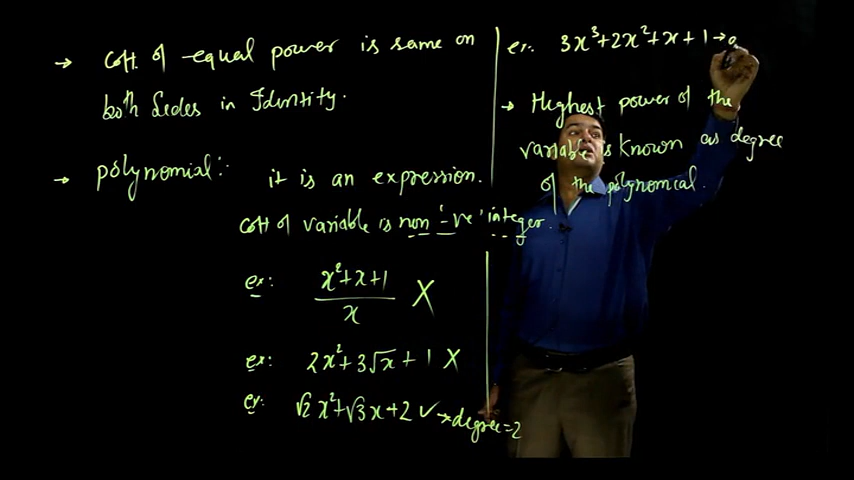 → coff. of equal power is same on
both Sides in Identity.
→ polynomial:- it is an expression.
coff of variable is non '-ve' integer.
ex: x²+x+1 / x X
ex: 2x²+3√x+1 X
ex: √2x²+√3x+2 ✓→degree=2
ex: 3x³+2x²+x+1→
→ Highest power of the
variable is known as degree
of the polynomial.